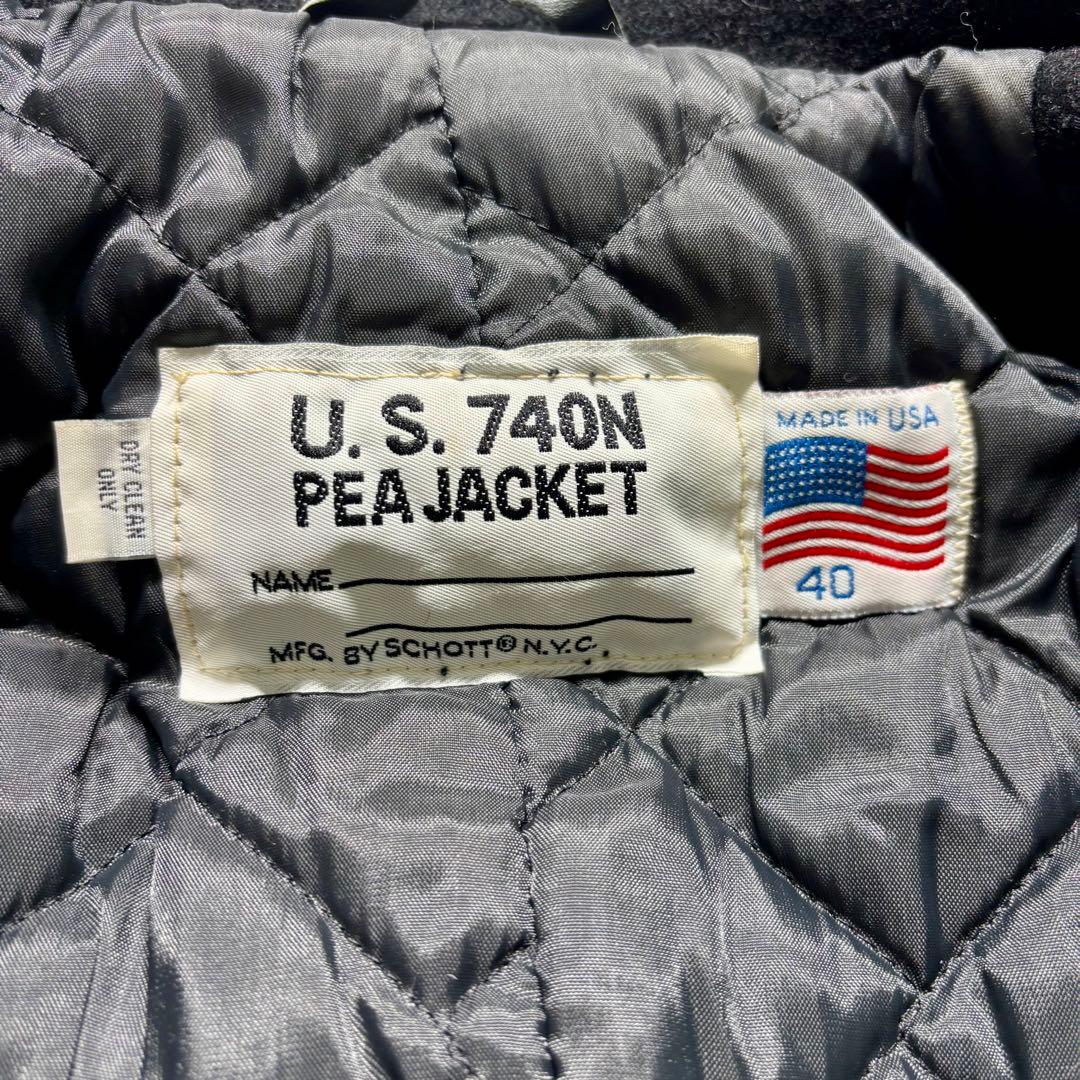 U. S. 740N
PEA JACKET
NAME
MFG. BY SCHOTT® N.Y.C.
DRY CLEAN
ONLY
MADE IN USA
40